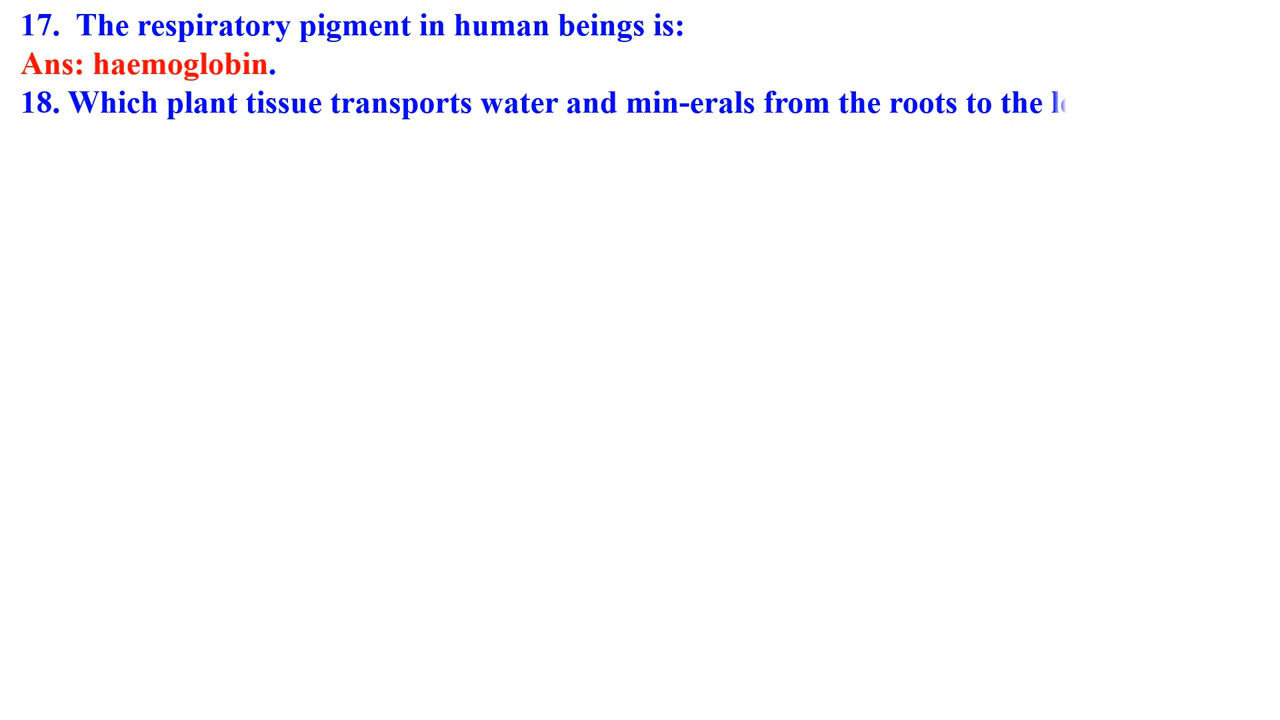 17.  The respiratory pigment in human beings is:
Ans: haemoglobin.
18. Which plant tissue transports water and min-erals from the roots to the